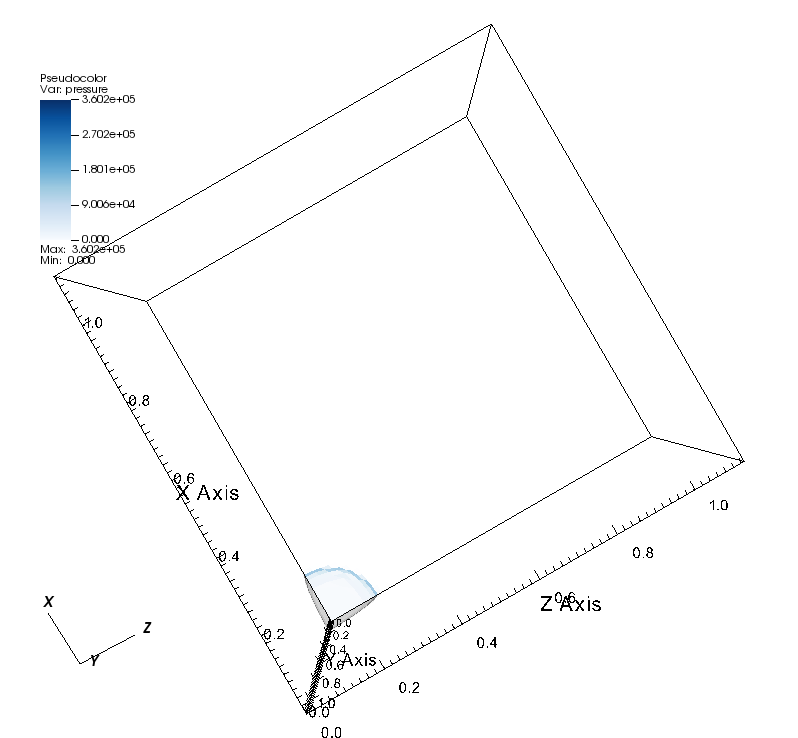 Pseudocolor
Var: pressure
3.602e+05
2.702e+05
1.801e+05
9.006e+04
0.000
Max: 3.602e+05
Min: 0.000
1.0
0.8
0.6
X Axis
0.4
0.2
0.0
1.0
0.8
0.6
Z Axis
0.4
0.2
0.0
0.0
0.2
0.4
Y Axis
0.6
0.8
1.0
X
Z
Y